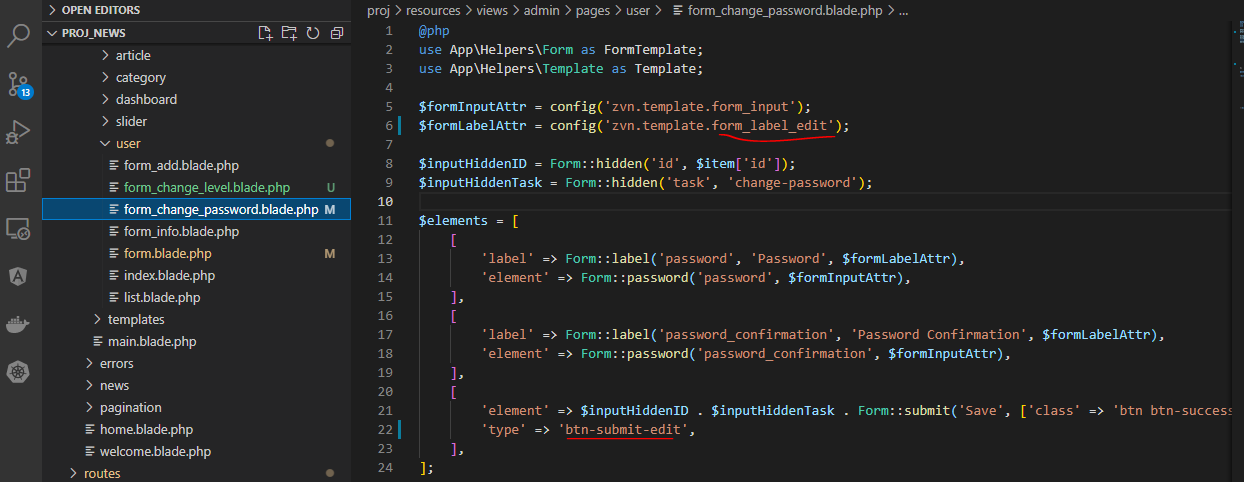 OPEN EDITORS
PROJ_NEWS
article
category
dashboard
slider
user
form_add.blade.php
form_change_level.blade.php U
form_change_password.blade.php M
form_info.blade.php
form.blade.php M
index.blade.php
list.blade.php
templates
main.blade.php
errors
news
pagination
home.blade.php
welcome.blade.php
routes
13
proj > resources > views > admin > pages > user > form_change_password.blade.php > ...
1 @php
2 use App\Helpers\Form as FormTemplate;
3 use App\Helpers\Template as Template;
4
5 $formInputAttr = config('zvn.template.form_input');
6 $formLabelAttr = config('zvn.template.form_label_edit');
7
8 $inputHiddenID = Form::hidden('id', $item['id']);
9 $inputHiddenTask = Form::hidden('task', 'change-password');
10
11 $elements = [
12 [
13 'label' => Form::label('password', 'Password', $formLabelAttr),
14 'element' => Form::password('password', $formInputAttr),
15 ],
16 [
17 'label' => Form::label('password_confirmation', 'Password Confirmation', $formLabelAttr),
18 'element' => Form::password('password_confirmation', $formInputAttr),
19 ],
20 [
21 'element' => $inputHiddenID . $inputHiddenTask . Form::submit('Save', ['class' => 'btn btn-success
22 'type' => 'btn-submit-edit',
23 ],
24 ];